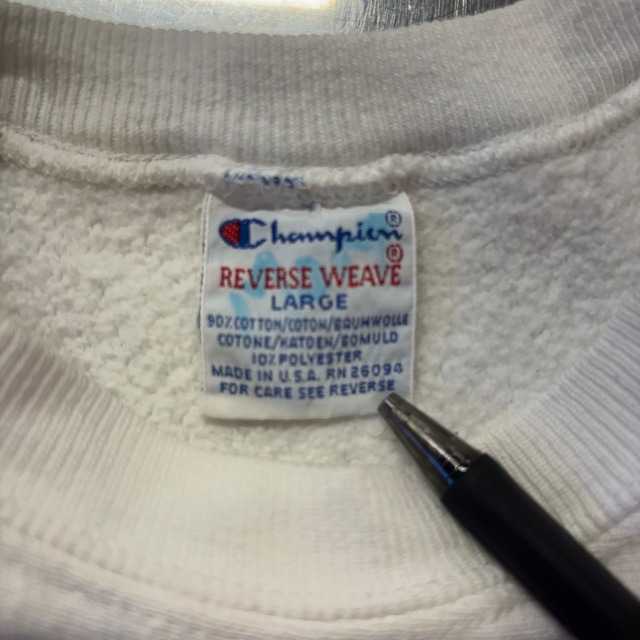 Champion®
REVERSE WEAVE®
LARGE
90% COTTON/COTON/BAUMWOLLE
COTONE/KATOEN/BOMULD
10% POLYESTER
MADE IN U.S.A. RN 26094
FOR CARE SEE REVERSE